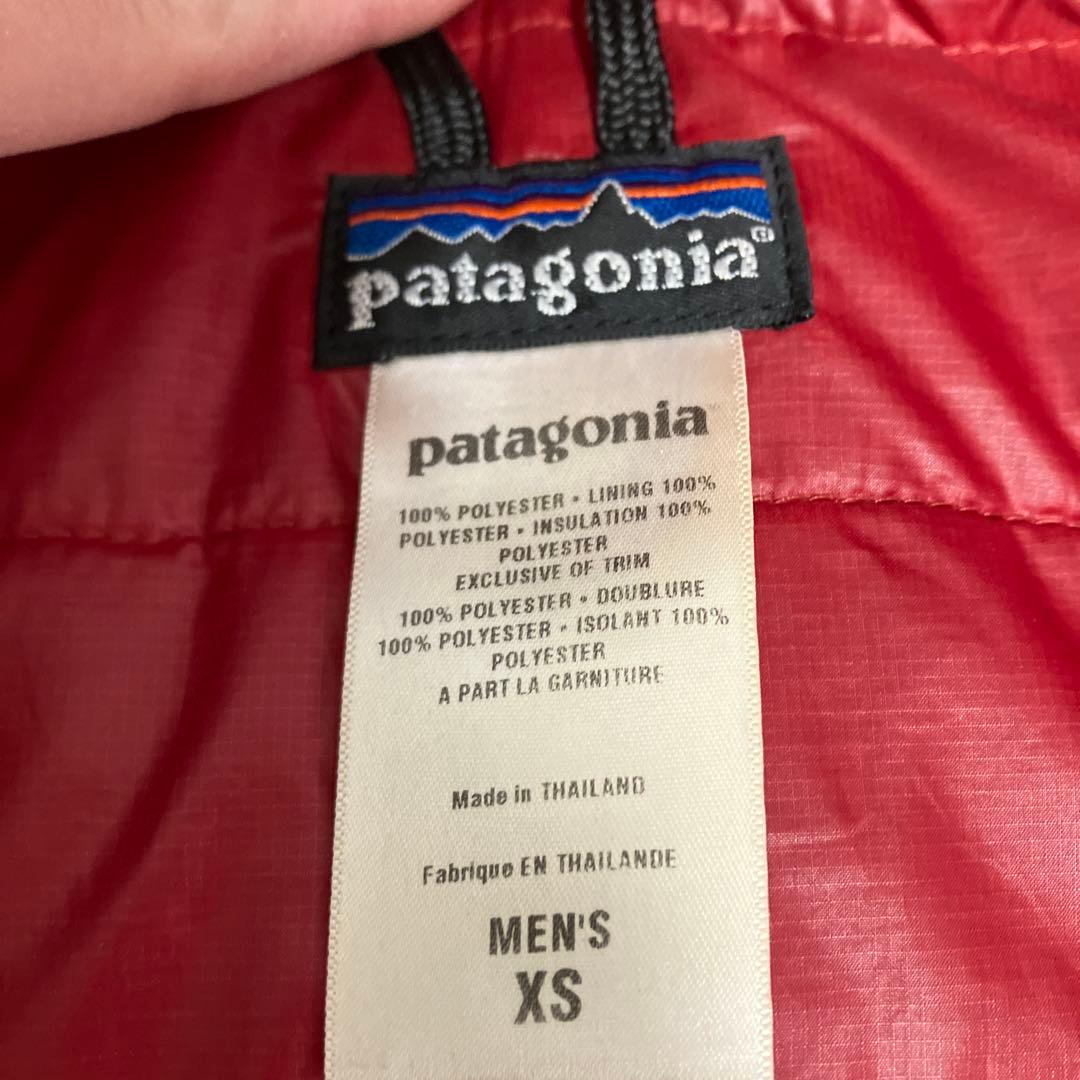 patagonia®
patagonia
100% POLYESTER • LINING 100%
POLYESTER • INSULATION 100%
POLYESTER
EXCLUSIVE OF TRIM
100% POLYESTER • DOUBLURE
100% POLYESTER • ISOLANT 100%
POLYESTER
A PART LA GARNITURE
Made in THAILAND
Fabrique EN THAILANDE
MEN'S
XS